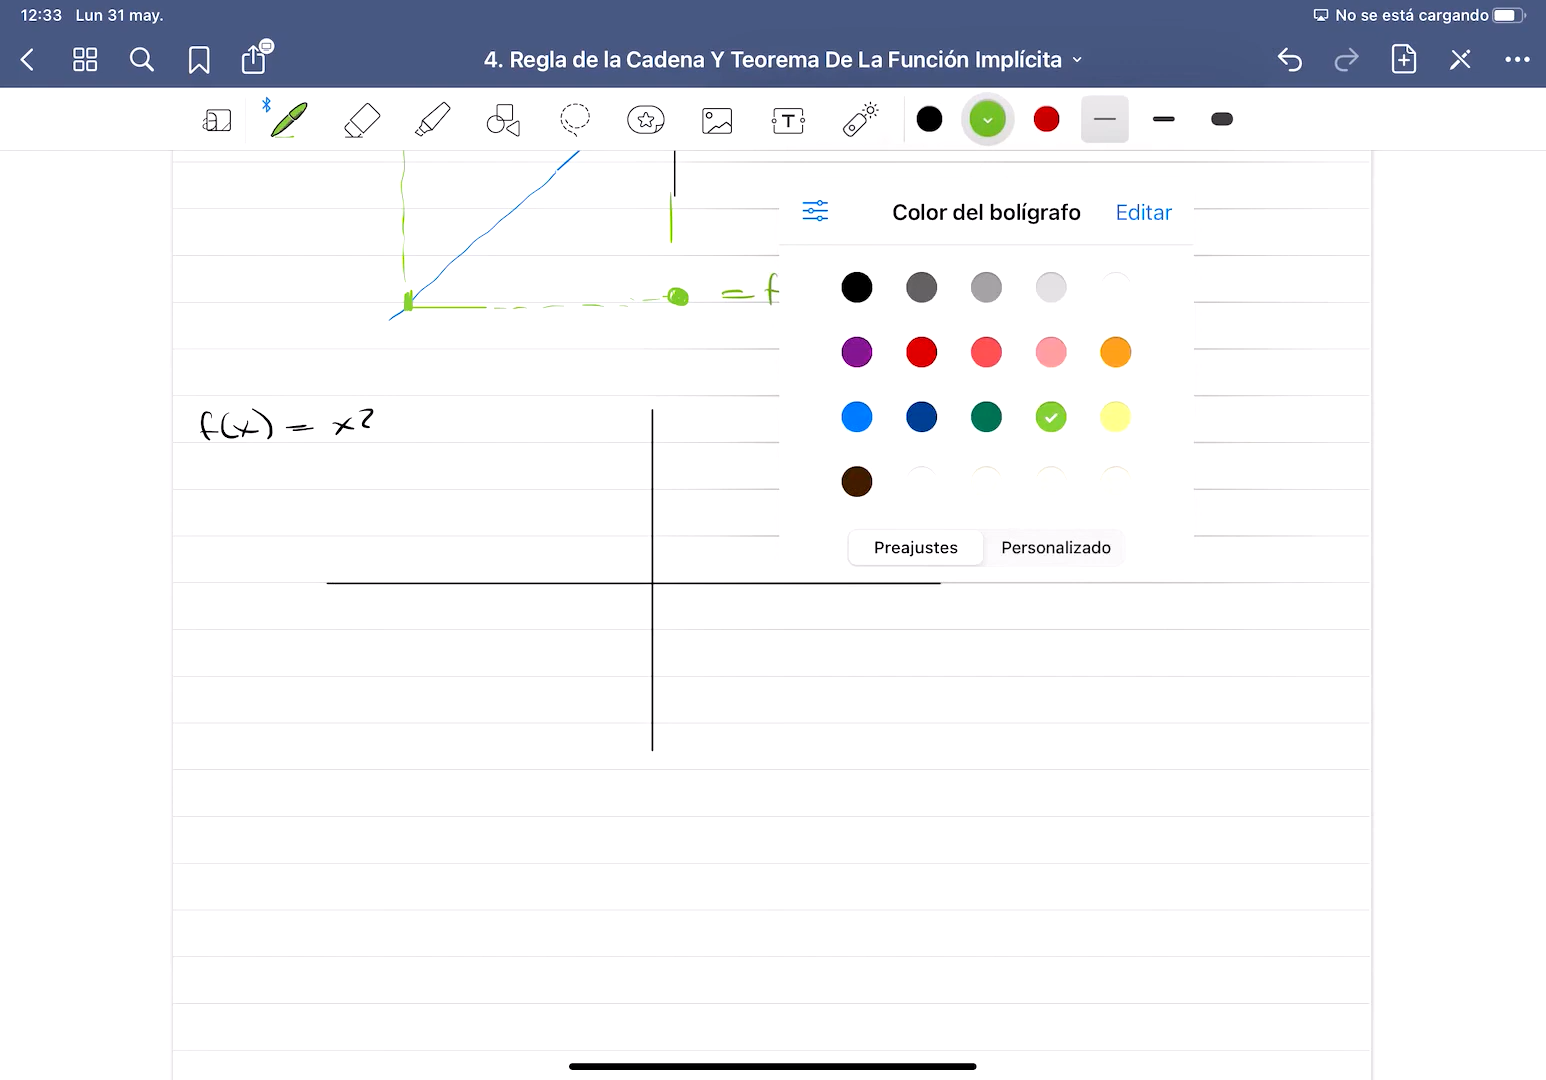 12:33 Lun 31 may. No se está cargando
4. Regla de la Cadena Y Teorema De La Función Implícita
T
Color del bolígrafo Editar
= f
f(x) = x²
Preajustes Personalizado